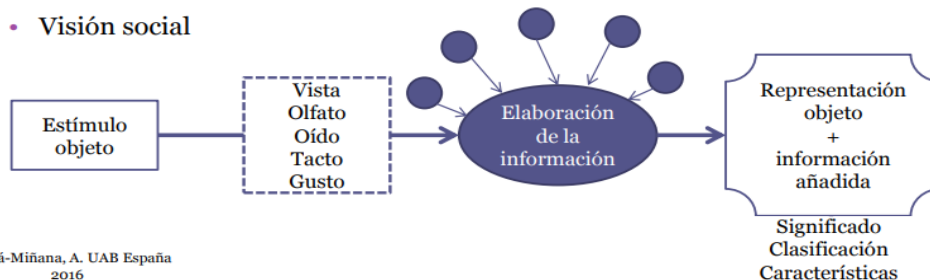 • Visión social
Estímulo
objeto
Vista
Olfato
Oído
Tacto
Gusto
Elaboración
de la
información
Representación
objeto
+
información
añadida
Significado
Clasificación
Características
á-Miñana, A. UAB España
2016